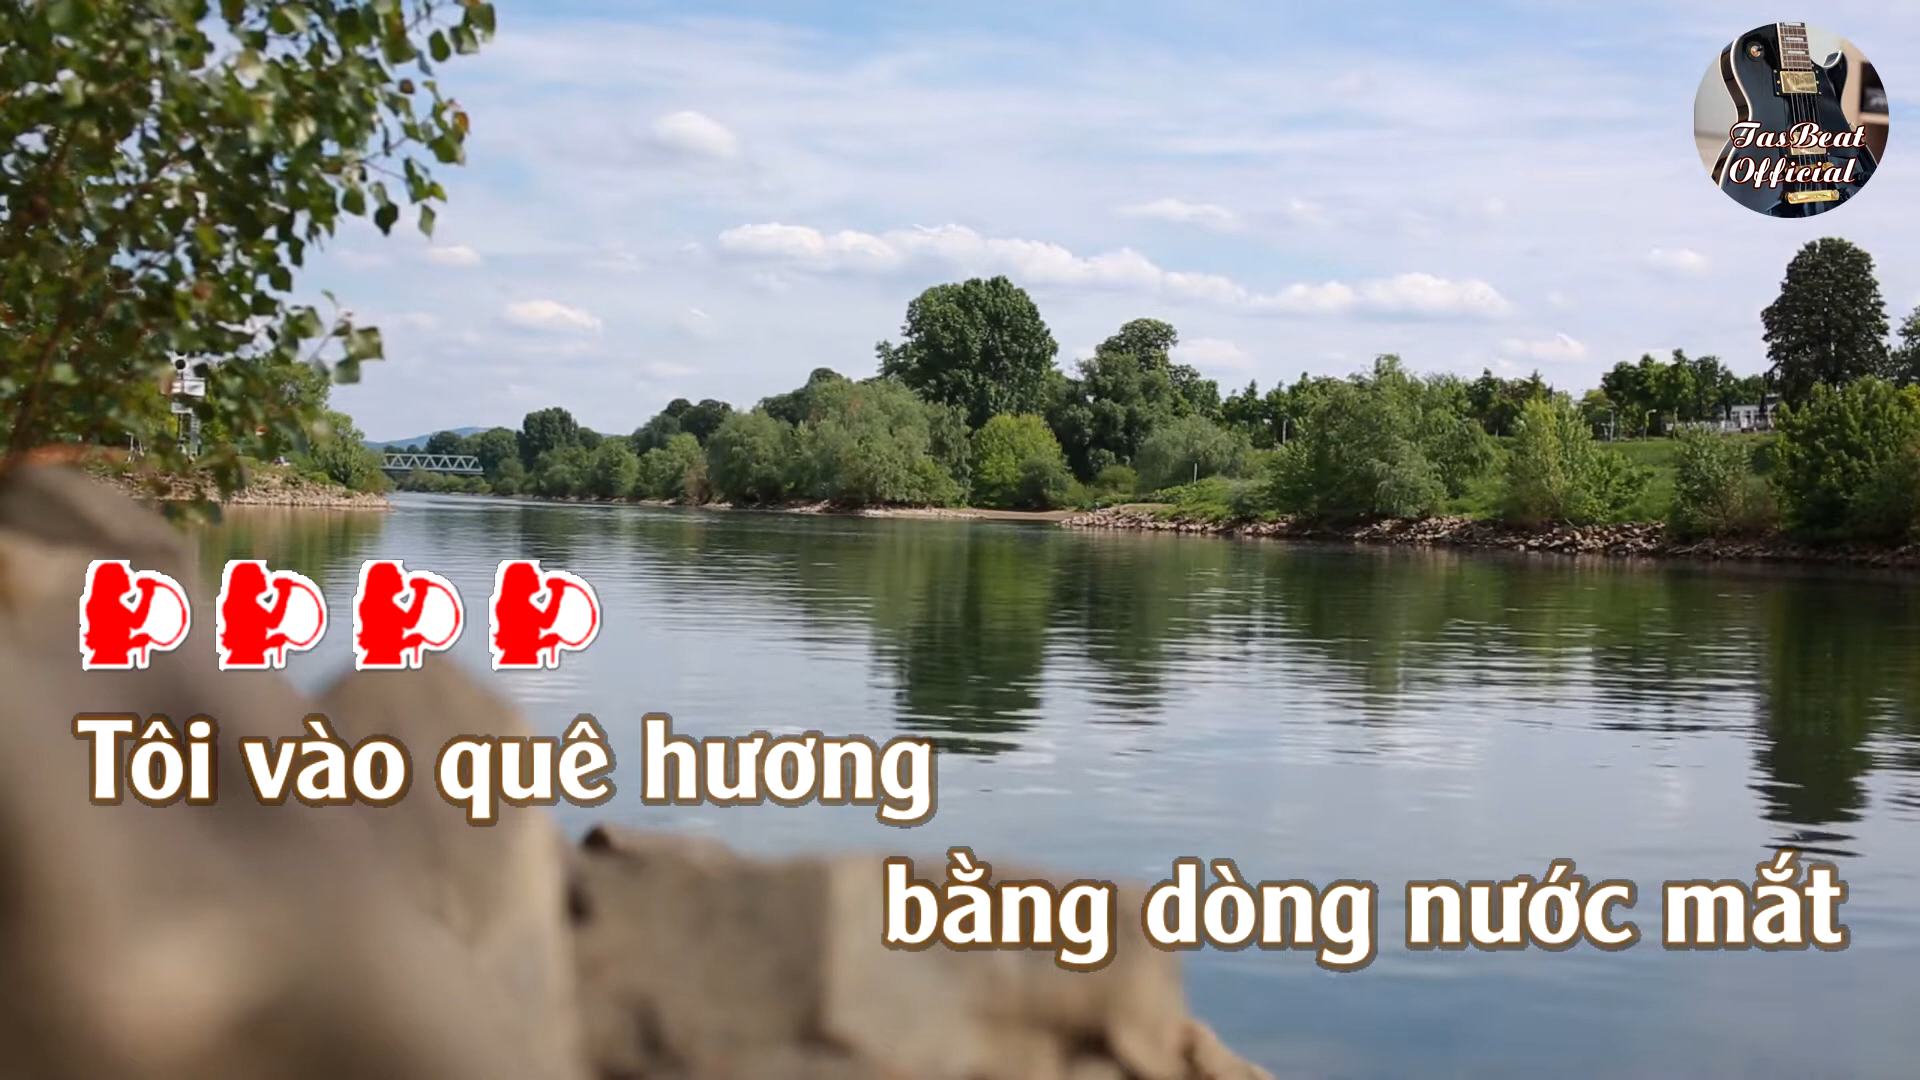 TasBeat
Official
Tôi vào quê hương
bằng dòng nước mắt